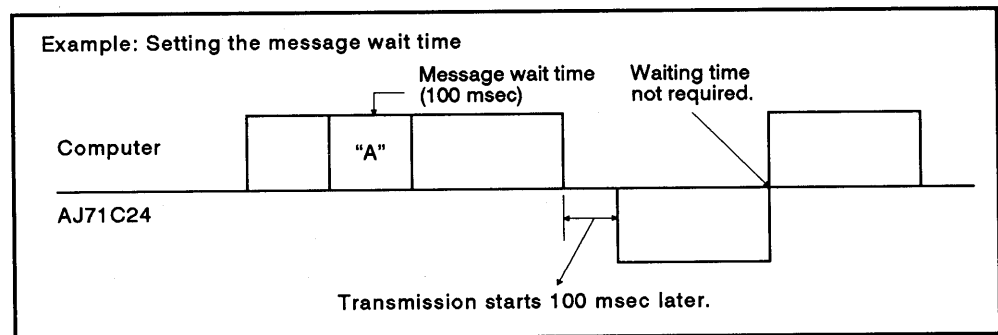 Example: Setting the message wait time
Message wait time
(100 msec)
Waiting time
not required.
Computer
"A"
AJ71C24
Transmission starts 100 msec later.